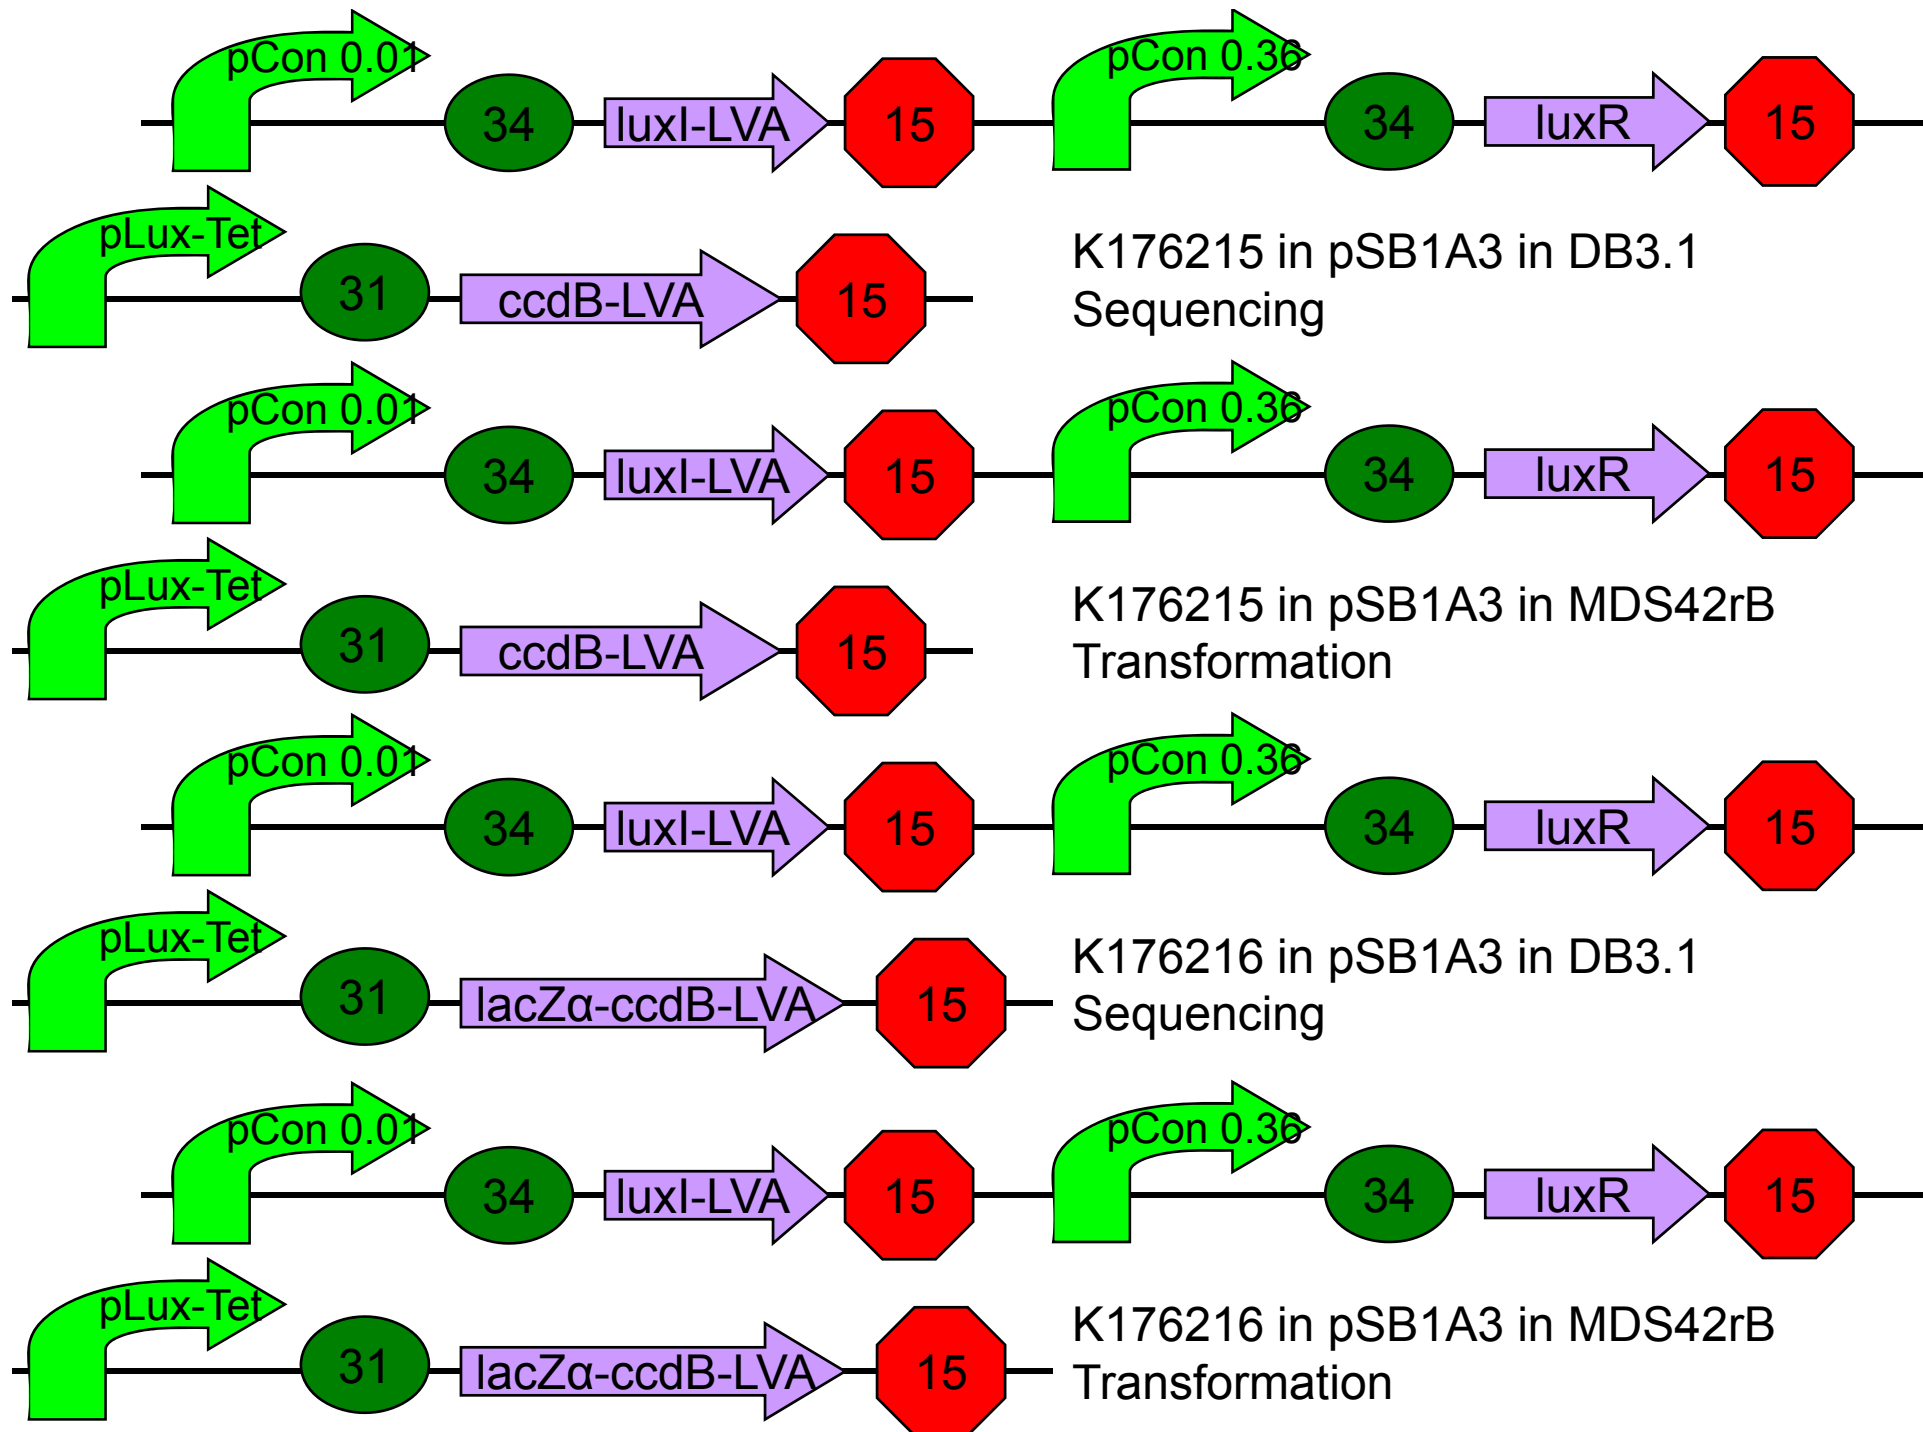 pCon 0.01 34 luxI-LVA 15 pCon 0.36 34 luxR 15
pLux-Tet 31 ccdB-LVA 15
K176215 in pSB1A3 in DB3.1
Sequencing
pCon 0.01 34 luxI-LVA 15 pCon 0.36 34 luxR 15
pLux-Tet 31 ccdB-LVA 15
K176215 in pSB1A3 in MDS42rB
Transformation
pCon 0.01 34 luxI-LVA 15 pCon 0.36 34 luxR 15
pLux-Tet 31 lacZα-ccdB-LVA 15
K176216 in pSB1A3 in DB3.1
Sequencing
pCon 0.01 34 luxI-LVA 15 pCon 0.36 34 luxR 15
pLux-Tet 31 lacZα-ccdB-LVA 15
K176216 in pSB1A3 in MDS42rB
Transformation